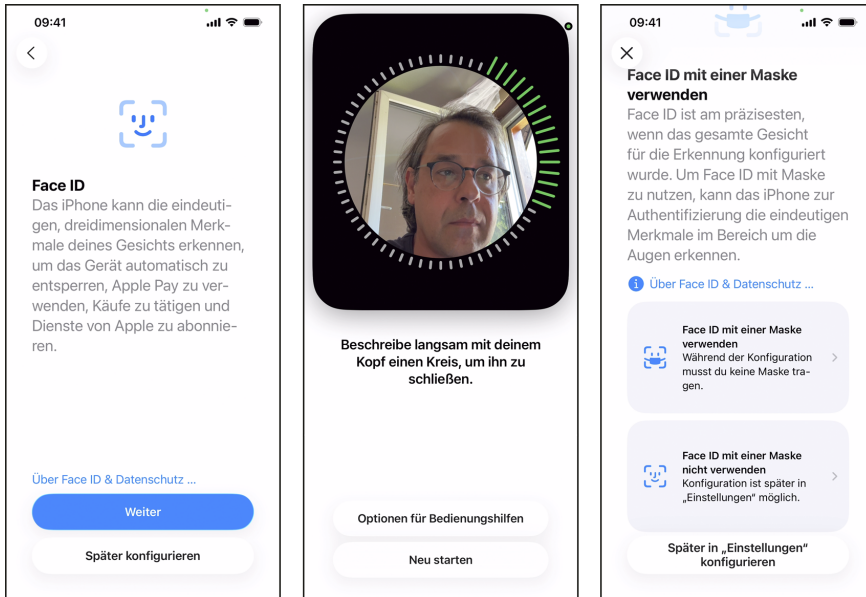 09:41
Face ID
Das iPhone kann die eindeuti-
gen, dreidimensionalen Merk-
male deines Gesichts erkennen,
um das Gerät automatisch zu
entsperren, Apple Pay zu ver-
wenden, Käufe zu tätigen und
Dienste von Apple zu abonnie-
ren.
Über Face ID & Datenschutz ...
Weiter
Später konfigurieren
Beschreibe langsam mit deinem
Kopf einen Kreis, um ihn zu
schließen.
Optionen für Bedienungshilfen
Neu starten
09:41
Face ID mit einer Maske
verwenden
Face ID ist am präzisesten,
wenn das gesamte Gesicht
für die Erkennung konfiguriert
wurde. Um Face ID mit Maske
zu nutzen, kann das iPhone zur
Authentifizierung die eindeutigen
Merkmale im Bereich um die
Augen erkennen.
Über Face ID & Datenschutz ...
Face ID mit einer Maske
verwenden
Während der Konfiguration
musst du keine Maske tra-
gen.
Face ID mit einer Maske
nicht verwenden
Konfiguration ist später in
„Einstellungen“ möglich.
Später in „Einstellungen“
konfigurieren